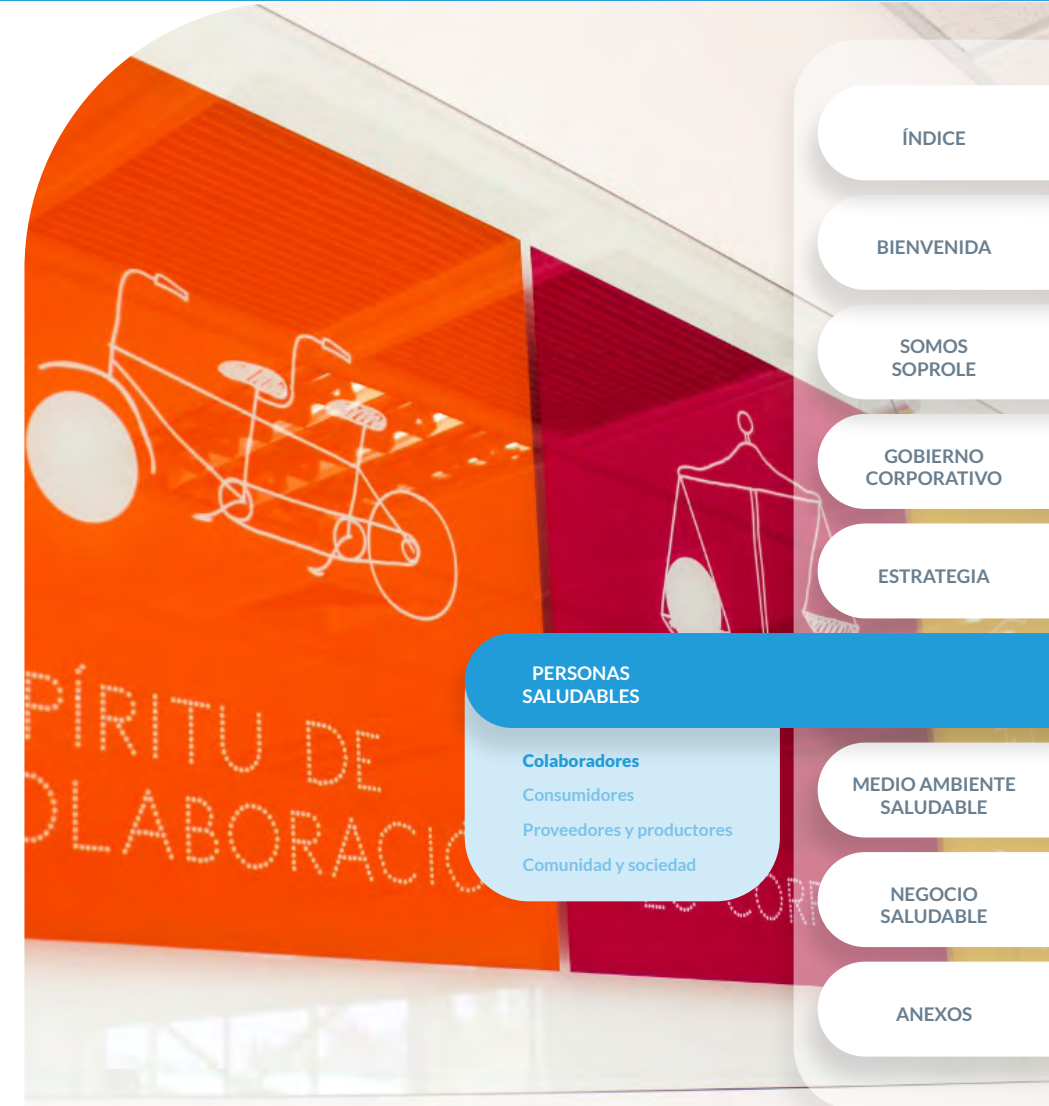 ÍNDICE
BIENVENIDA
SOMOS
SOPROLE
GOBIERNO
CORPORATIVO
ESTRATEGIA
PERSONAS
SALUDABLES
Colaboradores
Consumidores
Proveedores y productores
Comunidad y sociedad
MEDIO AMBIENTE
SALUDABLE
NEGOCIO
SALUDABLE
ANEXOS
PÍRITU DE
OLABORACIÓ